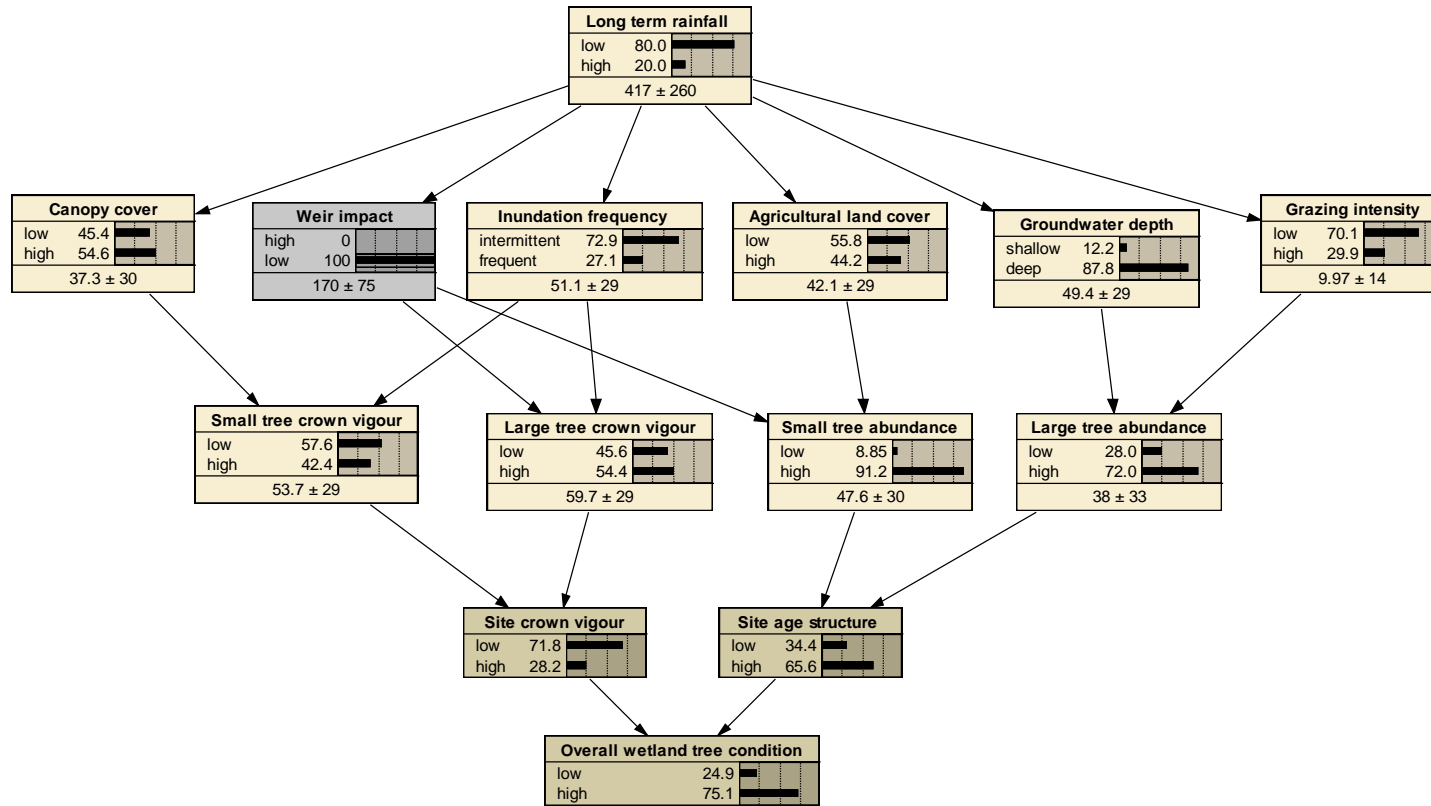 Long term rainfall
low 80.0
high 20.0
417 ± 260
Canopy cover
low 45.4
high 54.6
37.3 ± 30
Weir impact
high 0
low 100
170 ± 75
Inundation frequency
intermittent 72.9
frequent 27.1
51.1 ± 29
Agricultural land cover
low 55.8
high 44.2
42.1 ± 29
Groundwater depth
shallow 12.2
deep 87.8
49.4 ± 29
Grazing intensity
low 70.1
high 29.9
9.97 ± 14
Small tree crown vigour
low 57.6
high 42.4
53.7 ± 29
Large tree crown vigour
low 45.6
high 54.4
59.7 ± 29
Small tree abundance
low 8.85
high 91.2
47.6 ± 30
Large tree abundance
low 28.0
high 72.0
38 ± 33
Site crown vigour
low 71.8
high 28.2
Site age structure
low 34.4
high 65.6
Overall wetland tree condition
low 24.9
high 75.1